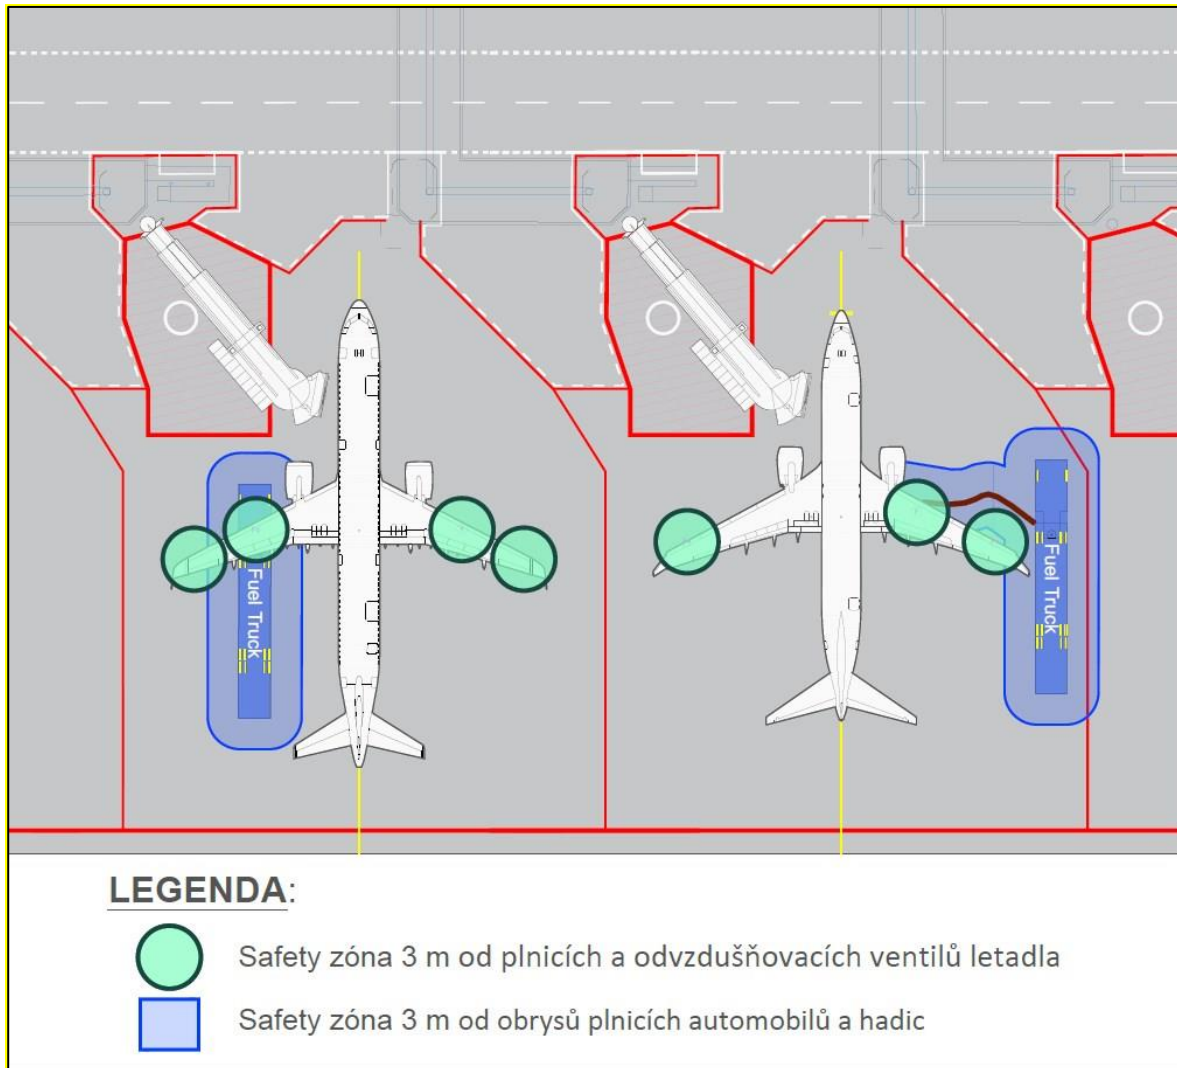 Fuel Truck
Fuel Truck
LEGENDA:
Safety zóna 3 m od plnicích a odvzdušňovacích ventilů letadla
Safety zóna 3 m od obrysů plnicích automobilů a hadic